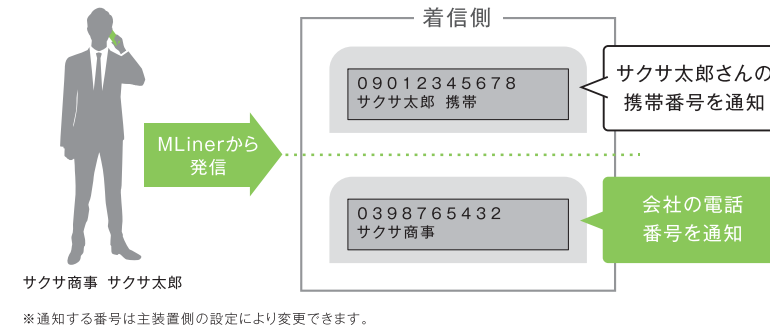 着信側
09012345678
サクサ太郎 携帯
サクサ太郎さんの
携帯番号を通知
MLinerから
発信
0398765432
サクサ商事
会社の電話
番号を通知
サクサ商事 サクサ太郎
※通知する番号は主装置側の設定により変更できます。